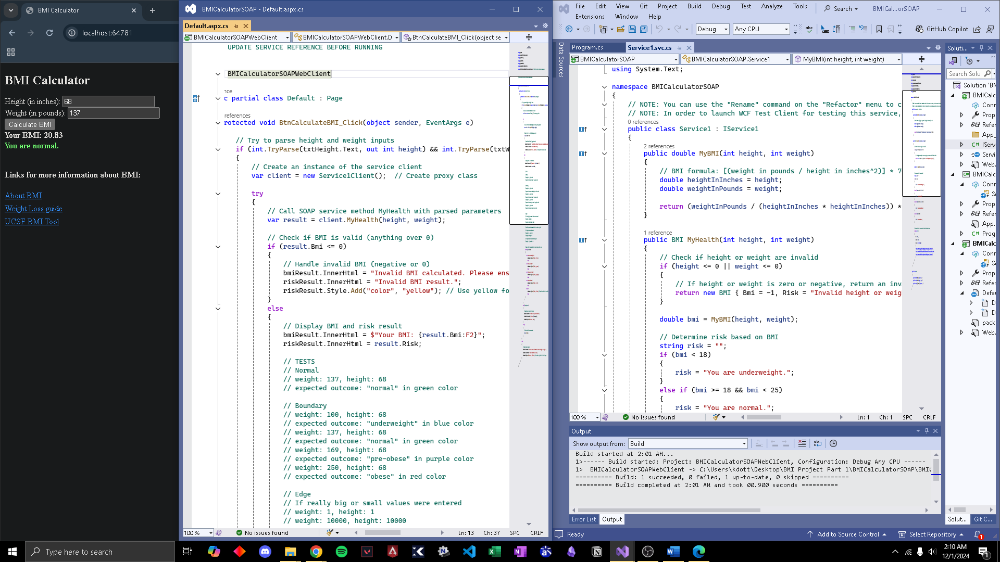 BMI Calculator
localhost:64781
BMI Calculator
Height (in inches): 68
Weight (in pounds): 137
Calculate BMI
Your BMI: 20.83
You are normal.
Links for more information about BMI:
About BMI
Weight Loss guide
UCSF BMI Tool
BMICalculatorSOAP - Default.aspx.cs
Default.aspx.cs
BMICalculatorSOAPWebClient
BMICalculatorSOAPWebClient.D
BtnCalculateBMI_Click(object se
UPDATE SERVICE REFERENCE BEFORE RUNNING
BMICalculatorSOAPWebClient
nce
c partial class Default : Page
references
rotected void BtnCalculateBMI_Click(object sender, EventArgs e)
// Try to parse height and weight inputs
if (int.TryParse(txtHeight.Text, out int height) && int.TryParse(txtW
{
// Create an instance of the service client
var client = new Service1Client();  // Create proxy class
try
{
// Call SOAP service method MyHealth with parsed parameters
var result = client.MyHealth(height, weight);
// Check if BMI is valid (anything over 0)
if (result.Bmi <= 0)
{
// Handle invalid BMI (negative or 0)
bmiResult.InnerHtml = "Invalid BMI calculated. Please ens
riskResult.InnerHtml = "Invalid BMI result.";
riskResult.Style.Add("color", "yellow"); // Use yellow fo
}
else
{
// Display BMI and risk result
bmiResult.InnerHtml = $"Your BMI: {result.Bmi:F2}";
riskResult.InnerHtml = result.Risk;
// TESTS
// Normal
// weight: 137, height: 68
// expected outcome: "normal" in green color
// Boundary
// weight: 100, height: 68
// expected outcome: "underweight" in blue color
// weight: 137, height: 68
// expected outcome: "normal" in green color
// weight: 169, height: 68
// expected outcome: "pre-obese" in purple color
// weight: 250, height: 68
// expected outcome: "obese" in red color
// Edge
// If really big or small values were entered
// weight: 1, height: 1
// weight: 10000, height: 10000
100 %
No issues found
Ln: 13
Ch: 37
SPC
CRLF
File Edit View Git Project Build Debug Test Analyze Tools
Search
BMICal...orSOAP
Extensions Window Help
Debug
Any CPU
GitHub Copilot
Data Sources
Program.cs
Service1.svc.cs
BMICalculatorSOAP
BMICalculatorSOAP.Service1
MyBMI(int height, int weight)
using System.Text;
namespace BMICalculatorSOAP
{
// NOTE: You can use the "Rename" command on the "Refactor" menu to c
// NOTE: In order to launch WCF Test Client for testing this service,
0 references
public class Service1 : IService1
{
2 references
public double MyBMI(int height, int weight)
{
// BMI formula: [(weight in pounds / height in inches^2)] * 7
double heightInInches = height;
double weightInPounds = weight;
return (weightInPounds / (heightInInches * heightInInches)) *
}
1 reference
public BMI MyHealth(int height, int weight)
{
// Check if height or weight are invalid
if (height <= 0 || weight <= 0)
{
// If height or weight is zero or negative, return an inv
return new BMI { Bmi = -1, Risk = "Invalid height or weig
}
double bmi = MyBMI(height, weight);
// Determine risk based on BMI
string risk = "";
if (bmi < 18)
{
risk = "You are underweight.";
}
else if (bmi >= 18 && bmi < 25)
{
risk = "You are normal.";
100 %
No issues found
Ln: 1
Ch: 1
SPC
CRLF
Output
Show output from: Build
Build started at 2:01 AM...
1>------ Build started: Project: BMICalculatorSOAPWebClient, Configuration: Debug Any CPU ------
1>  BMICalculatorSOAPWebClient -> C:\Users\kdott\Desktop\BMI Project Part 1\BMICalculatorSOAP\BMIC
========== Build: 1 succeeded, 0 failed, 1 up-to-date, 0 skipped ==========
========== Build completed at 2:01 AM and took 00.900 seconds ==========
Error List
Output
Soluti...
Search Solu
Solution 'BM
BMICalc
Conn
Prop
Refer
App_
C# IServ
Servi
Web.
BMICalc
Conn
Sc
Prop
Refer
App.
C# Prog
BMICalc
Conn
Sc
Prop
Refer
Defau
D
D
pack
Web.
Solut...
Git C...
Ready
Add to Source Control
Select Repository
1
Type here to search
2:10 AM
12/1/2024
1